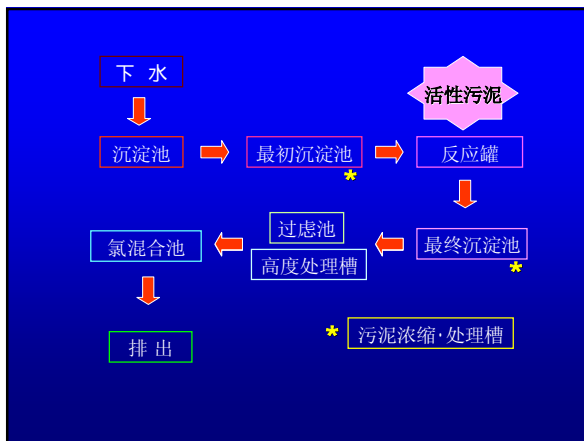 下 水
活性污泥
沉淀池
最初沉淀池
*
反应罐
过虑池
氯混合池
高度处理槽
最终沉淀池
*
* 污泥浓缩·处理槽
排 出